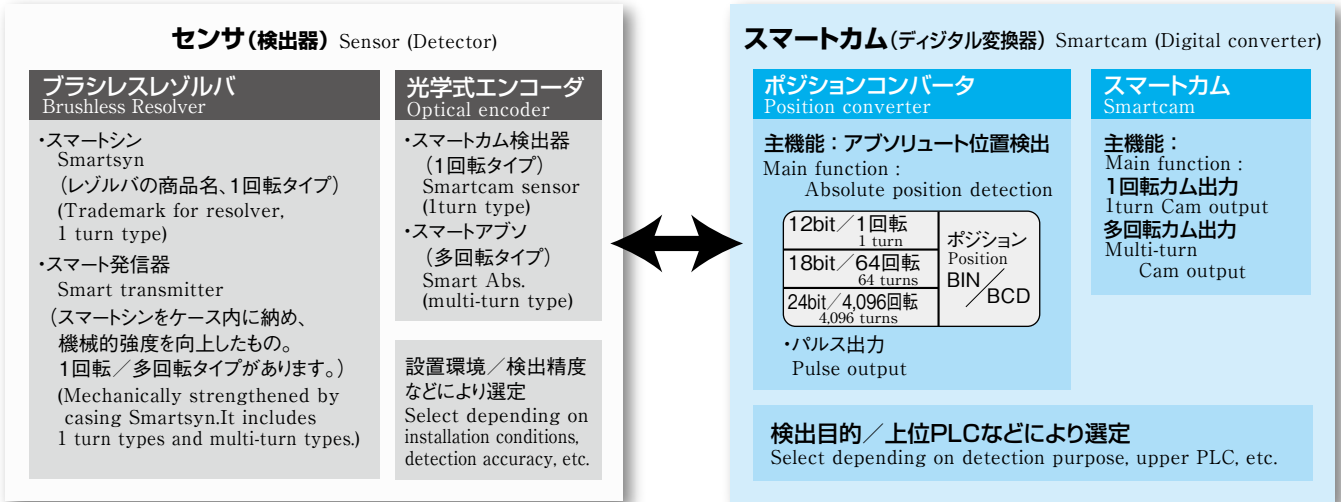 センサ(検出器) Sensor (Detector)
ブラシレスレゾルバ
Brushless Resolver
・スマートシン
Smartsyn
(レゾルバの商品名、1回転タイプ)
(Trademark for resolver,
1 turn type)
・スマート発信器
Smart transmitter
(スマートシンをケース内に納め、
機械的強度を向上したもの。
1回転／多回転タイプがあります。)
(Mechanically strengthened by
casing Smartsyn.It includes
1 turn types and multi-turn types.)
光学式エンコーダ
Optical encoder
・スマートカム検出器
(1回転タイプ)
Smartcam sensor
(1turn type)
・スマートアブソ
(多回転タイプ)
Smart Abs.
(multi-turn type)
設置環境／検出精度
などにより選定
Select depending on
installation conditions,
detection accuracy, etc.
スマートカム(ディジタル変換器) Smartcam (Digital converter)
ポジションコンバータ
Position converter
主機能：アブソリュート位置検出
Main function :
Absolute position detection
12bit／1回転
1 turn
18bit／64回転
64 turns
24bit／4,096回転
4,096 turns
ポジション
Position
BIN／BCD
・パルス出力
Pulse output
スマートカム
Smartcam
主機能：
Main function :
1回転カム出力
1turn Cam output
多回転カム出力
Multi-turn
Cam output
検出目的／上位PLCなどにより選定
Select depending on detection purpose, upper PLC, etc.